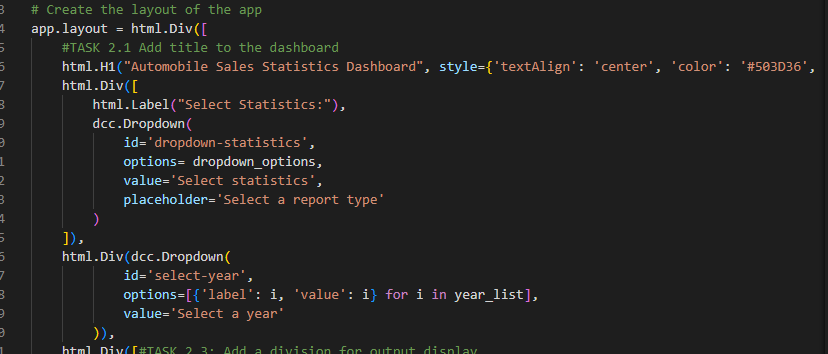 3 # Create the layout of the app
4 app.layout = html.Div([
5     #TASK 2.1 Add title to the dashboard
6     html.H1("Automobile Sales Statistics Dashboard", style={'textAlign': 'center', 'color': '#503D36',
7     html.Div([
8         html.Label("Select Statistics:"),
9         dcc.Dropdown(
0             id='dropdown-statistics',
1             options= dropdown_options,
2             value='Select statistics',
3             placeholder='Select a report type'
4         )
5     ]),
6     html.Div(dcc.Dropdown(
7             id='select-year',
8             options=[{'label': i, 'value': i} for i in year_list],
9             value='Select a year'
0         )),
1     html.Div([#TASK 2.3: Add a division for output display